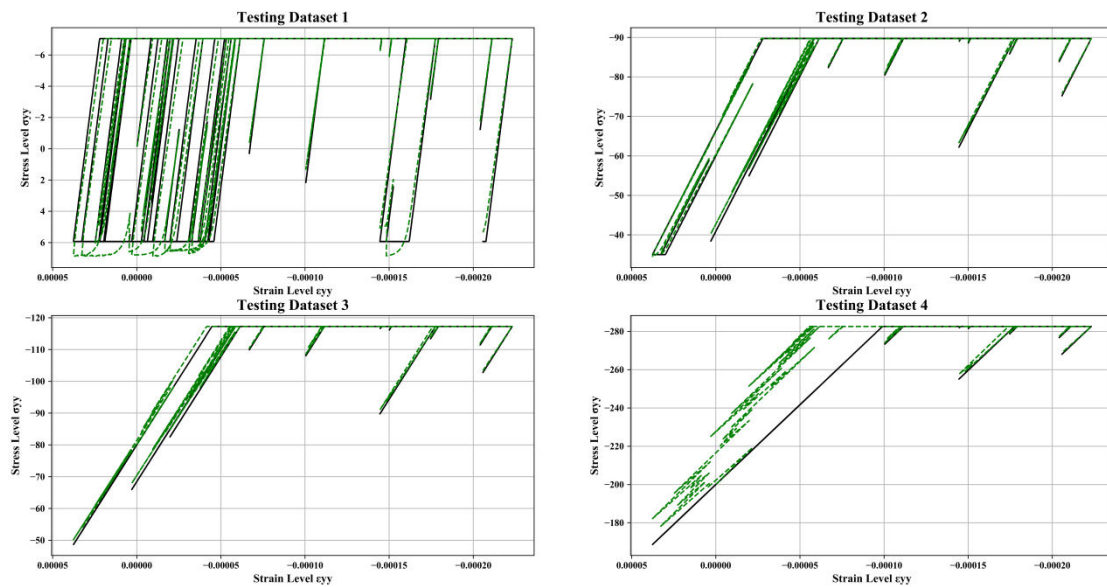 Testing Dataset 1
Stress Level σyy
−6
−4
−2
0
2
4
6
0.00005 0.00000 −0.00005 −0.00010 −0.00015 −0.00020
Strain Level εyy
Testing Dataset 2
Stress Level σyy
−90
−80
−70
−60
−50
−40
0.00005 0.00000 −0.00005 −0.00010 −0.00015 −0.00020
Strain Level εyy
Testing Dataset 3
Stress Level σyy
−120
−110
−100
−90
−80
−70
−60
−50
0.00005 0.00000 −0.00005 −0.00010 −0.00015 −0.00020
Strain Level εyy
Testing Dataset 4
Stress Level σyy
−280
−260
−240
−220
−200
−180
0.00005 0.00000 −0.00005 −0.00010 −0.00015 −0.00020
Strain Level εyy